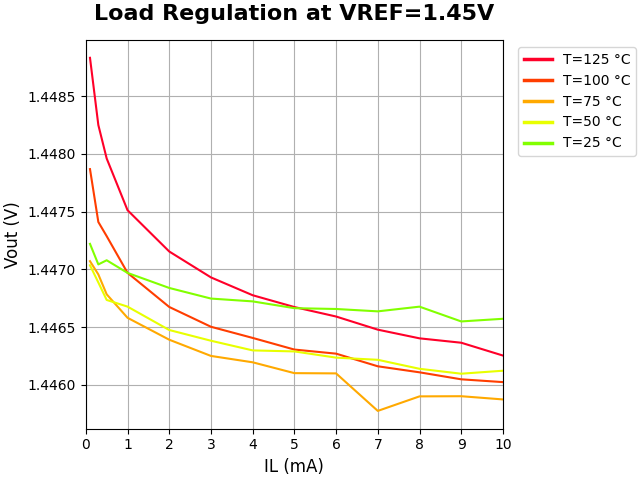 Load Regulation at VREF=1.45V
T=125 °C
T=100 °C
T=75 °C
T=50 °C
T=25 °C
Vout (V)
1.4485
1.4480
1.4475
1.4470
1.4465
1.4460
0 1 2 3 4 5 6 7 8 9 10
IL (mA)